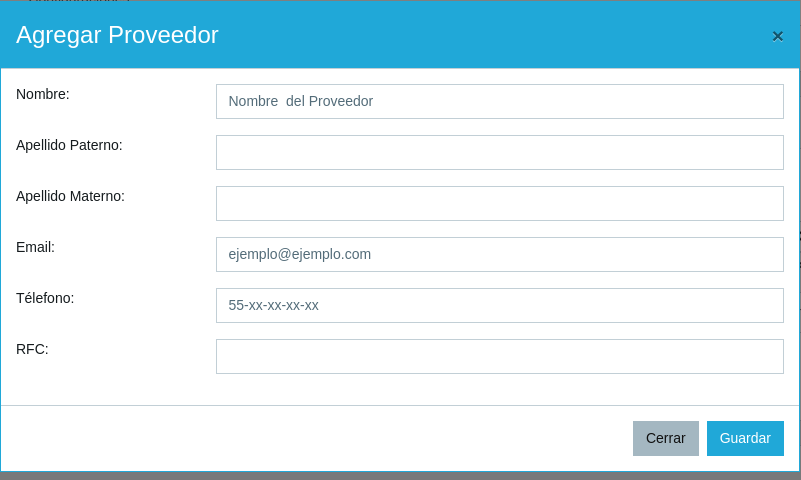 Agregar Proveedor
×
Nombre:
Nombre  del Proveedor
Apellido Paterno:
Apellido Materno:
Email:
ejemplo@ejemplo.com
Télefono:
55-xx-xx-xx-xx
RFC:
Cerrar
Guardar